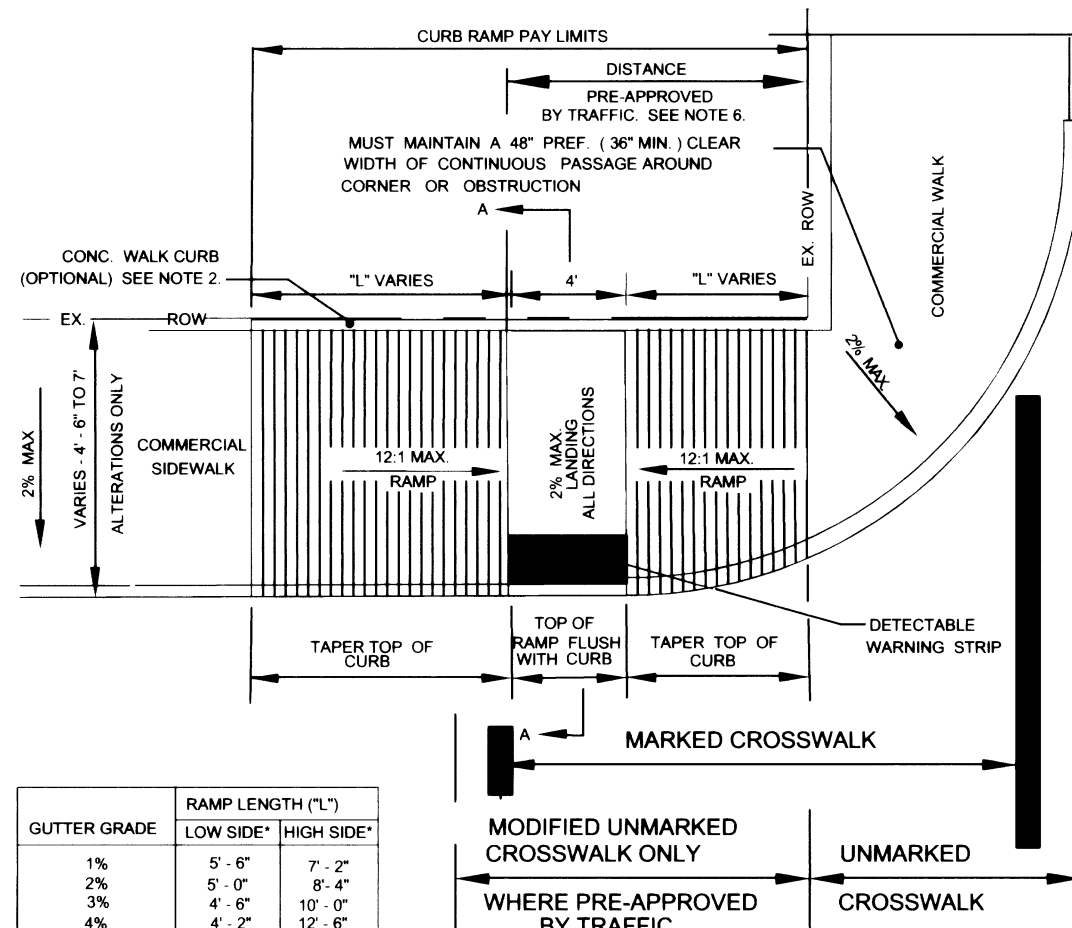 CURB RAMP PAY LIMITS
DISTANCE
PRE-APPROVED
BY TRAFFIC. SEE NOTE 6.
MUST MAINTAIN A 48" PREF. ( 36" MIN. ) CLEAR
WIDTH OF CONTINUOUS PASSAGE AROUND
CORNER OR OBSTRUCTION
A
EX. ROW
COMMERCIAL WALK
CONC. WALK CURB
(OPTIONAL) SEE NOTE 2.
"L" VARIES
4'
"L" VARIES
EX. ROW
2% MAX
2% MAX
VARIES - 4' - 6" TO 7'
ALTERATIONS ONLY
COMMERCIAL
SIDEWALK
12:1 MAX.
RAMP
2% MAX.
LANDING
ALL DIRECTIONS
12:1 MAX.
RAMP
DETECTABLE
WARNING STRIP
TAPER TOP OF
CURB
TOP OF
RAMP FLUSH
WITH CURB
TAPER TOP OF
CURB
A
MARKED CROSSWALK
MODIFIED UNMARKED
CROSSWALK ONLY
WHERE PRE-APPROVED
BY TRAFFIC
UNMARKED
CROSSWALK
GUTTER GRADE
RAMP LENGTH ("L")
LOW SIDE* HIGH SIDE*
1% 5' - 6" 7' - 2"
2% 5' - 0" 8' - 4"
3% 4' - 6" 10' - 0"
4% 4' - 2" 12' - 6"